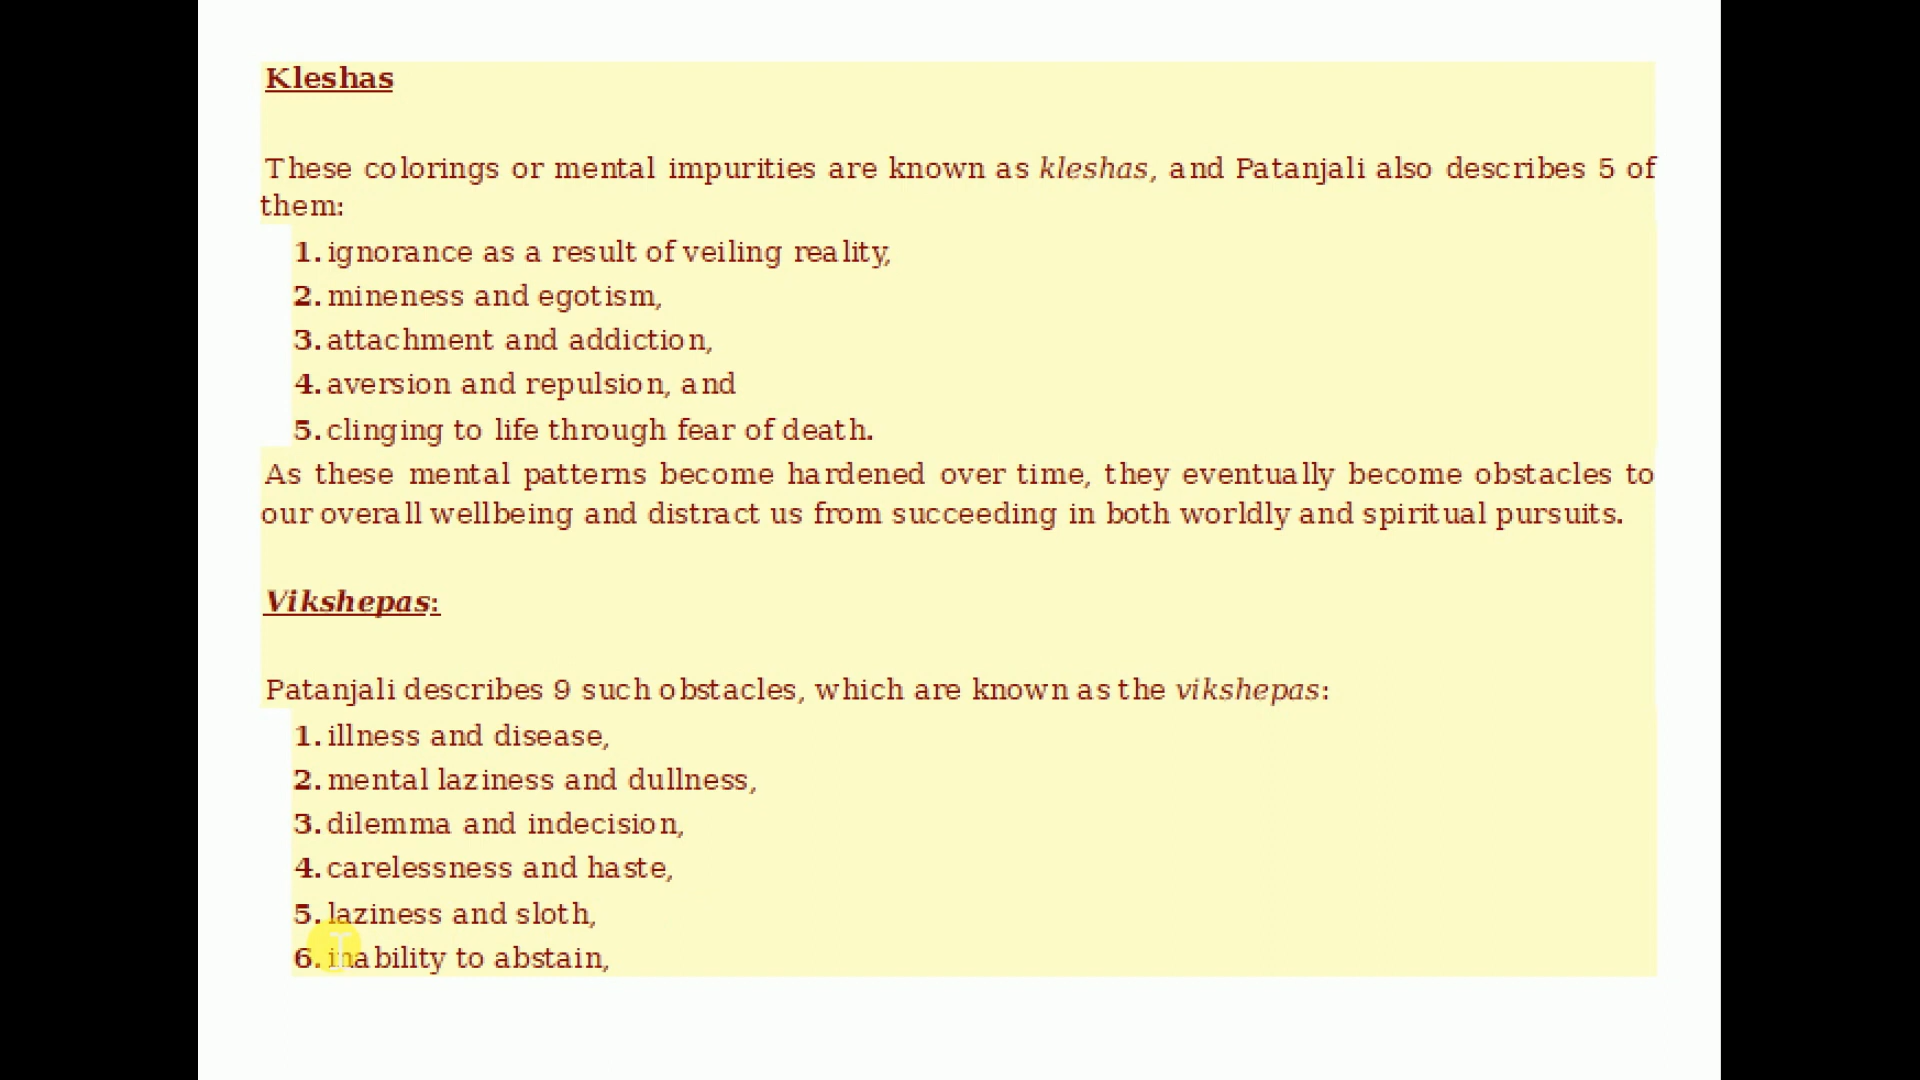 Kleshas
These colorings or mental impurities are known as kleshas, and Patanjali also describes 5 of
them:
1. ignorance as a result of veiling reality,
2. mineness and egotism,
3. attachment and addiction,
4. aversion and repulsion, and
5. clinging to life through fear of death.
As these mental patterns become hardened over time, they eventually become obstacles to
our overall wellbeing and distract us from succeeding in both worldly and spiritual pursuits.
Vikshepas:
Patanjali describes 9 such obstacles, which are known as the vikshepas:
1. illness and disease,
2. mental laziness and dullness,
3. dilemma and indecision,
4. carelessness and haste,
5. laziness and sloth,
6. inability to abstain,